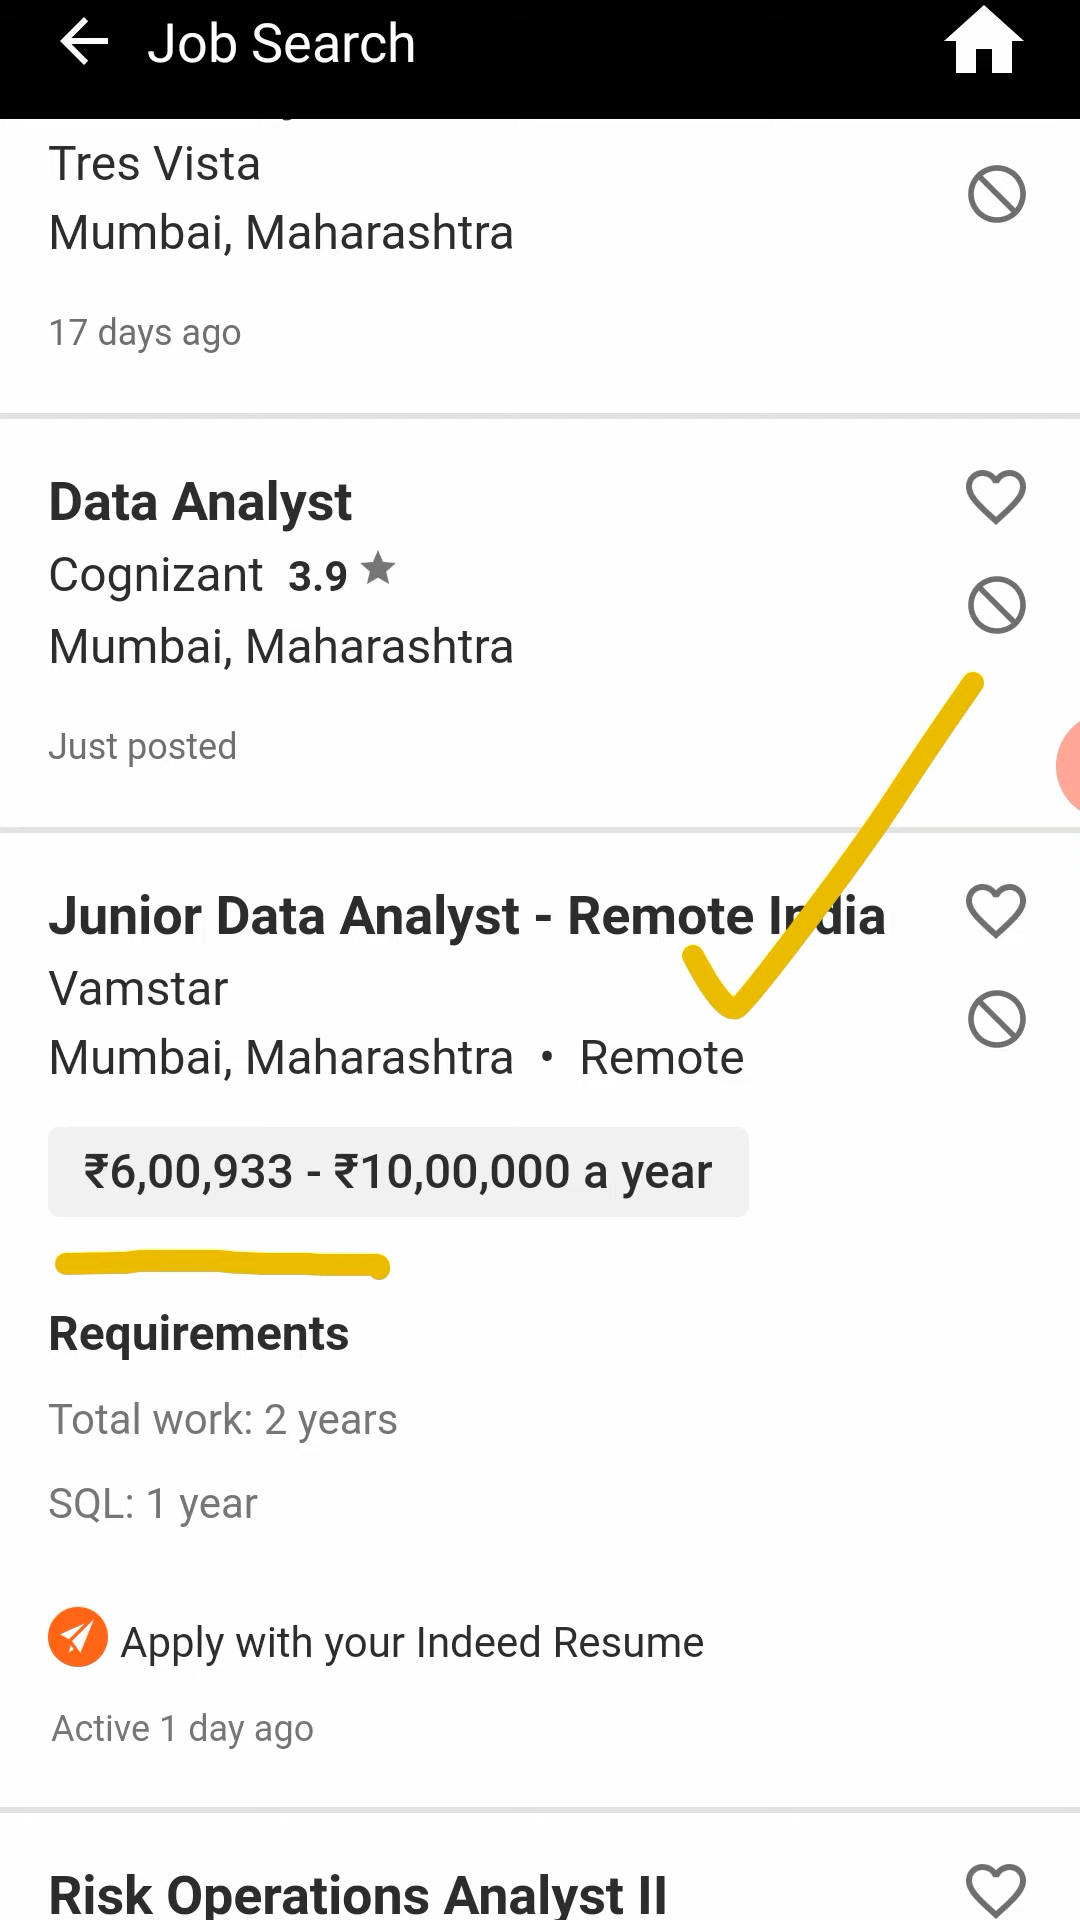 Job Search
Tres Vista
Mumbai, Maharashtra
17 days ago
Data Analyst
Cognizant 3.9
Mumbai, Maharashtra
Just posted
Junior Data Analyst - Remote India
Vamstar
Mumbai, Maharashtra • Remote
₹6,00,933 - ₹10,00,000 a year
Requirements
Total work: 2 years
SQL: 1 year
Apply with your Indeed Resume
Active 1 day ago
Risk Operations Analyst II